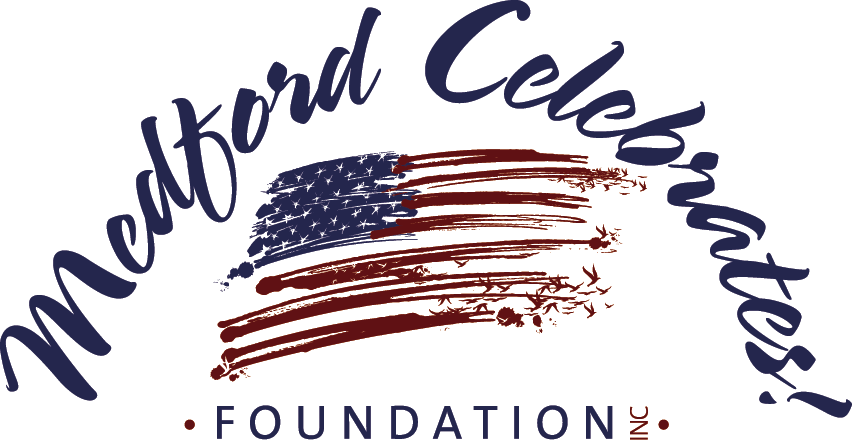 Medford Celebrates!
• FOUNDATION INC •